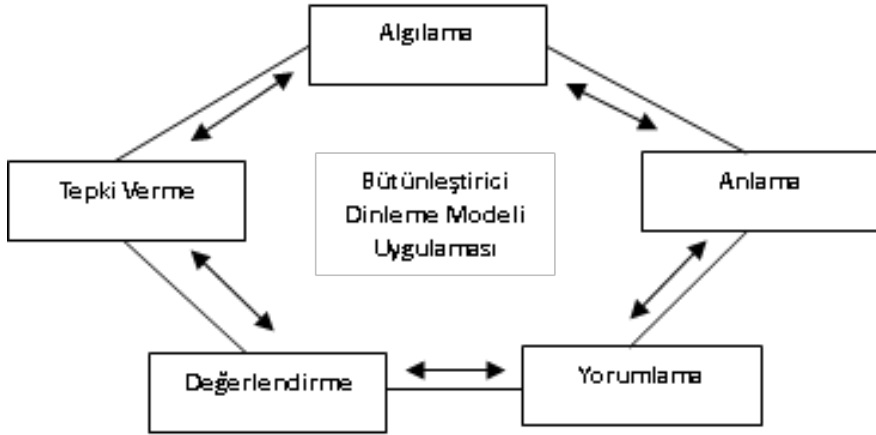 Algılama
Tepki Verme
Bütünleştirici
Dinleme Modeli
Uygulaması
Anlama
Değerlendirme
Yorumlama